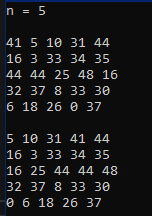 n = 5
41 5 10 31 44
16 3 33 34 35
44 44 25 48 16
32 37 8 33 30
6 18 26 0 37
5 10 31 41 44
16 3 33 34 35
16 25 44 44 48
32 37 8 33 30
0 6 18 26 37